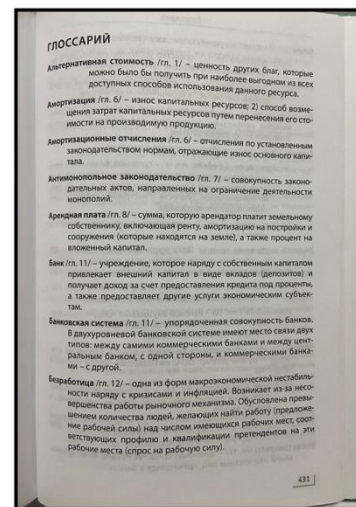 ГЛОССАРИЙ
Альтернативная стоимость /гл. 1/ – ценность других благ, которые
можно было бы получить при наиболее выгодном из всех
доступных способов использования данного ресурса.
Амортизация /гл. 6/ – износ капитальных ресурсов; 2) способ возме-
щения затрат капитальных ресурсов путем перенесения его сто-
имости на производимую продукцию.
Амортизационные отчисления /гл. 6/ – отчисления по установленным
законодательством нормам, отражающие износ основного капи-
тала.
Антимонопольное законодательство /гл. 7/ – совокупность законо-
дательных актов, направленных на ограничение деятельности
монополий.
Арендная плата /гл. 8/ – сумма, которую арендатор платит земельному
собственнику, включающая ренту, амортизацию на постройки и
сооружения (которые находятся на земле), а также процент на
вложенный капитал.
Банк /гл. 11/ – учреждение, которое наряду с собственным капиталом
привлекает внешний капитал в виде вкладов (депозитов) и
получает доход за счет предоставления кредита под проценты,
а также предоставляет другие услуги экономическим субъек-
там.
Банковская система /гл. 11/ – упорядоченная совокупность банков.
В двухуровневой банковской системе имеют место связи двух
типов: между самими коммерческими банками и между цент-
ральным банком, с одной стороны, и коммерческими банка-
ми – с другой.
Безработица /гл. 12/ – одна из форм макроэкономической нестабиль-
ности наряду с кризисами и инфляцией. Возникает из-за несо-
вершенства работы рыночного механизма. Обусловлена превы-
шением количества людей, желающих найти работу (предложе-
ние рабочей силы) над числом имеющихся рабочих мест, соот-
ветствующих профилю и квалификации претендентов на эти
рабочие места (спрос на рабочую силу).
431